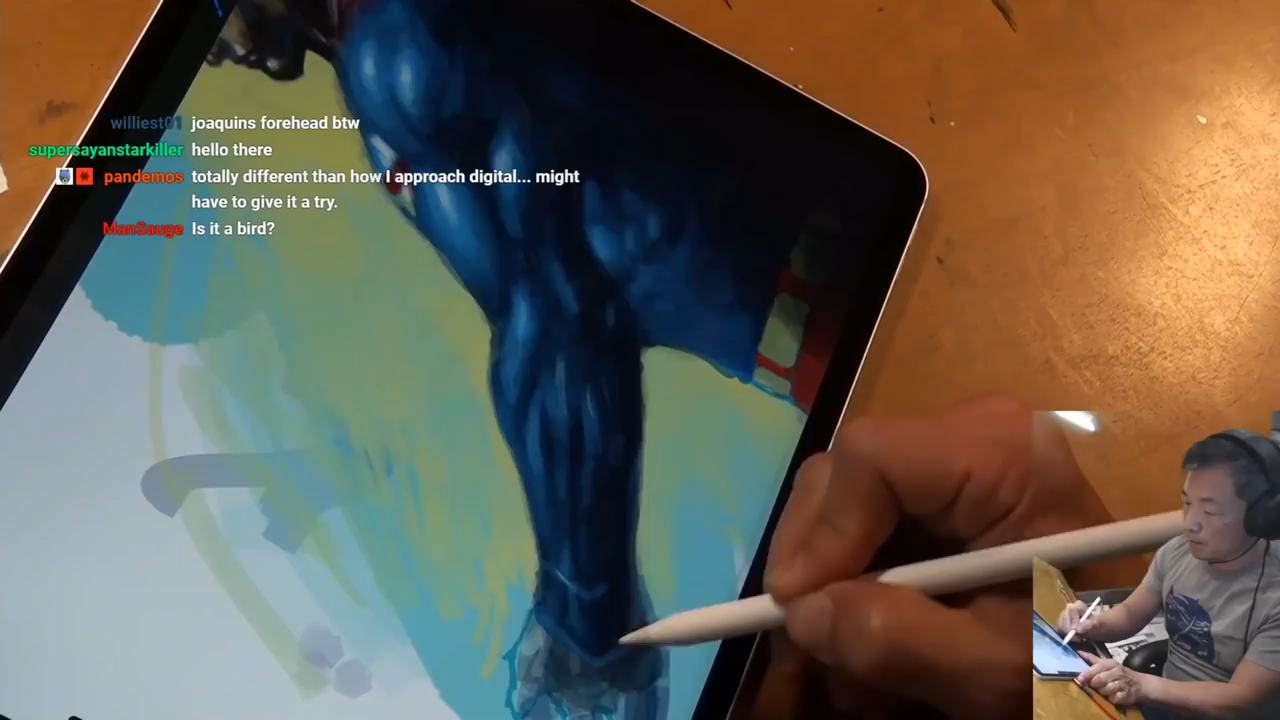 williest01 joaquins forehead btw
supersayanstarkiller hello there
pandemos totally different than how I approach digital... might
have to give it a try.
ManSauge Is it a bird?